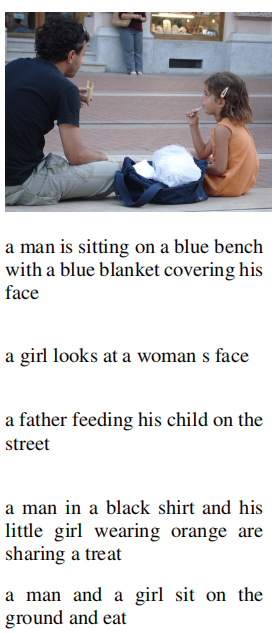 a man is sitting on a blue bench
with a blue blanket covering his
face
a girl looks at a woman s face
a father feeding his child on the
street
a man in a black shirt and his
little girl wearing orange are
sharing a treat
a man and a girl sit on the
ground and eat